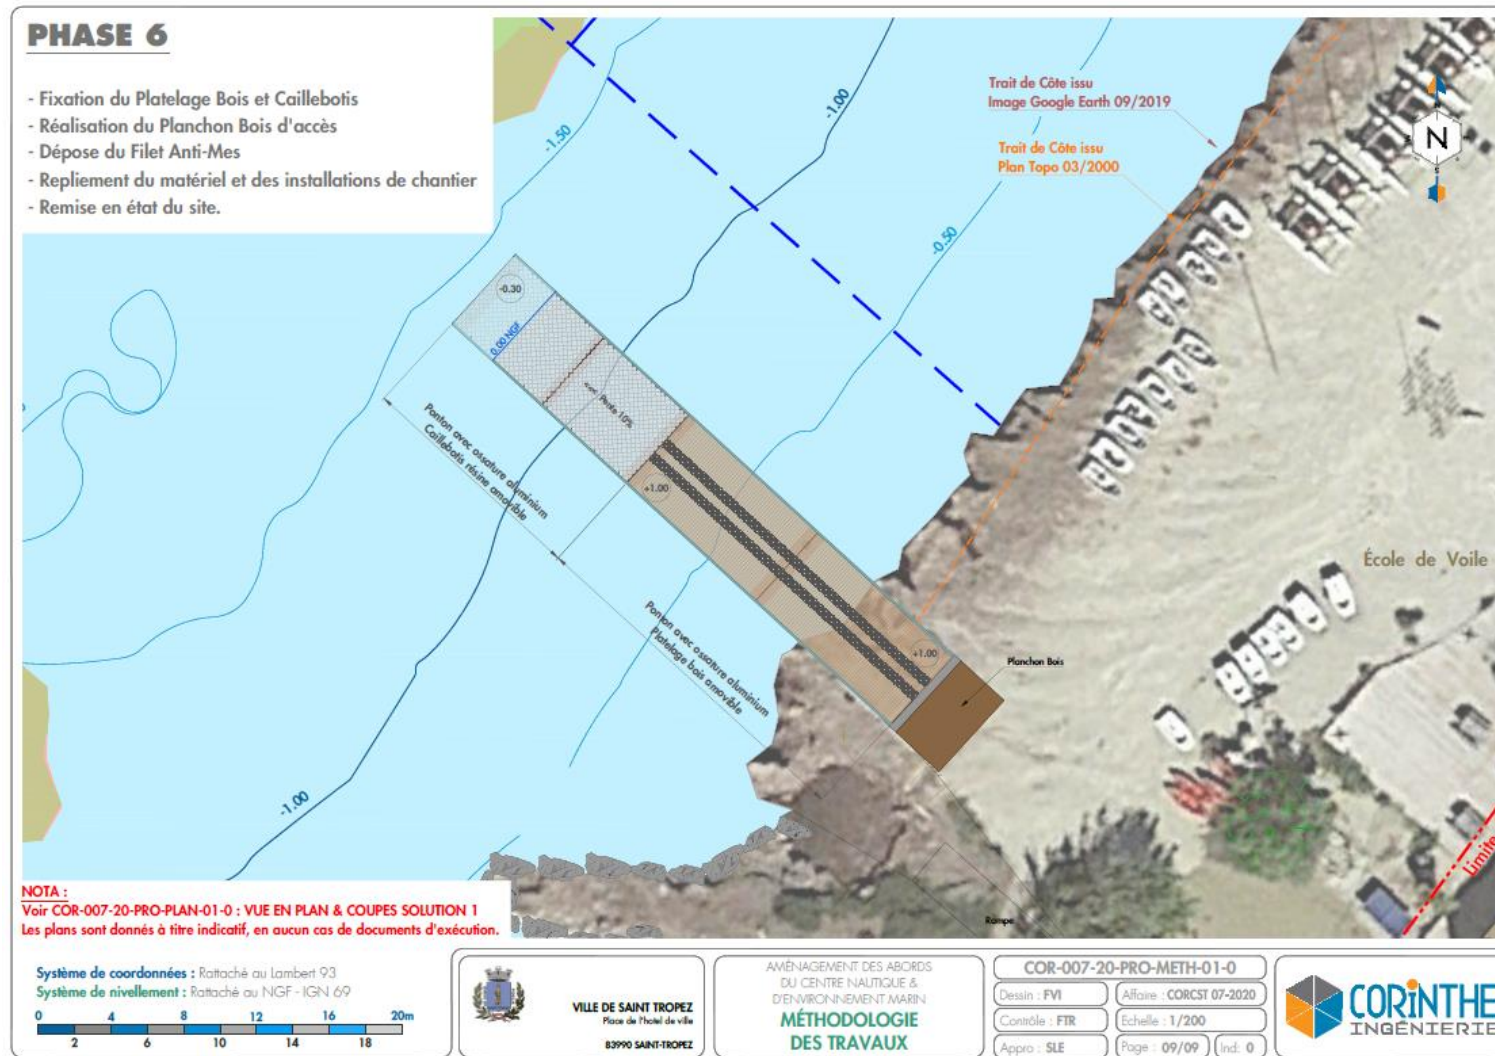 PHASE 6
- Fixation du Platelage Bois et Caillebotis
- Réalisation du Planchon Bois d'accès
- Dépose du Filet Anti-Mes
- Repliement du matériel et des installations de chantier
- Remise en état du site.
-1.50
-1.00
-0.50
Trait de Côte issu
Image Google Earth 09/2019
Trait de Côte issu
Plan Topo 03/2000
N
-0.30
0.00 NGF
Pente 10%
Ponton avec ossature aluminium
Caillebotis résine amovible
+1.00
École de Voile
Ponton avec ossature aluminium
Platelage bois amovible
+1.00
Planchon Bois
-1.00
Limite
Rampe
NOTA :
Voir COR-007-20-PRO-PLAN-01-0 : VUE EN PLAN & COUPES SOLUTION 1
Les plans sont donnés à titre indicatif, en aucun cas de documents d'exécution.
Système de coordonnées : Rattaché au Lambert 93
Système de nivellement : Rattaché au NGF - IGN 69
0 4 8 12 16 20m
2 6 10 14 18
VILLE DE SAINT TROPEZ
Place de l'hotel de ville
83990 SAINT-TROPEZ
AMÉNAGEMENT DES ABORDS
DU CENTRE NAUTIQUE &
D'ENVIRONNEMENT MARIN
MÉTHODOLOGIE
DES TRAVAUX
COR-007-20-PRO-METH-01-0
Dessin : FVI
Affaire : CORCST 07-2020
Contrôle : FTR
Echelle : 1/200
Appro : SLE
Page : 09/09
Ind: 0
CORiNTHE
INGÉNIERIE